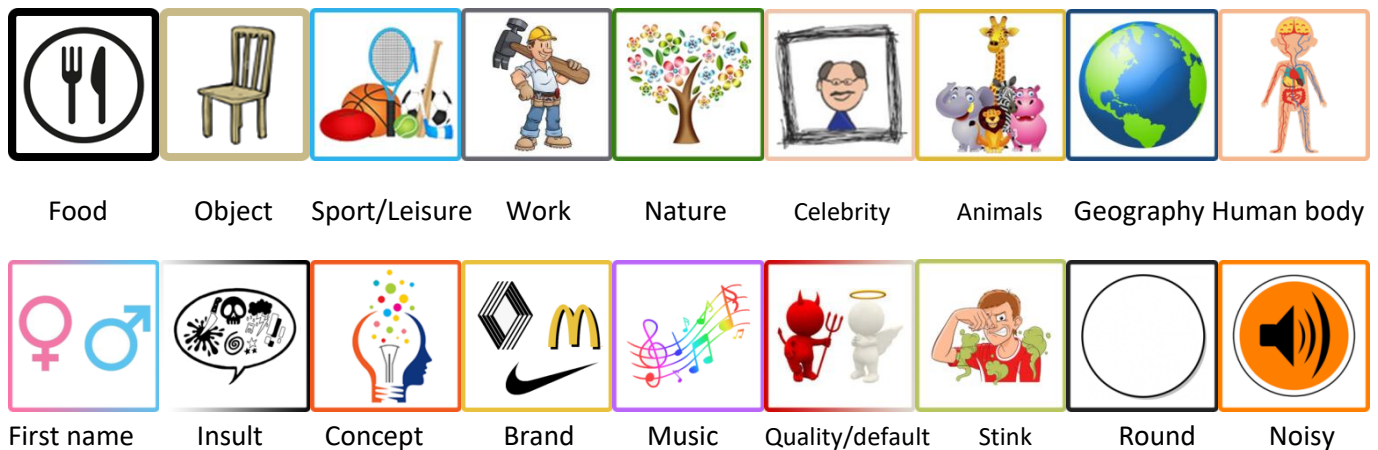 Food Object Sport/Leisure Work Nature Celebrity Animals Geography Human body
First name Insult Concept Brand Music Quality/default Stink Round Noisy